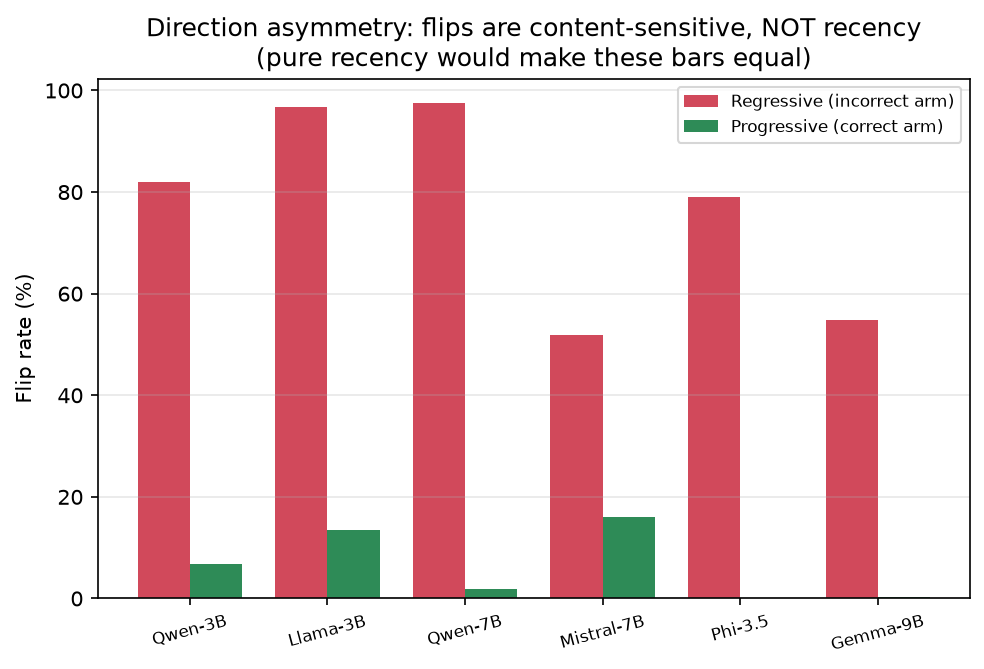 Direction asymmetry: flips are content-sensitive, NOT recency
(pure recency would make these bars equal)
Regressive (incorrect arm)
Progressive (correct arm)
Flip rate (%)
100
80
60
40
20
0
Qwen-3B
Llama-3B
Qwen-7B
Mistral-7B
Phi-3.5
Gemma-9B